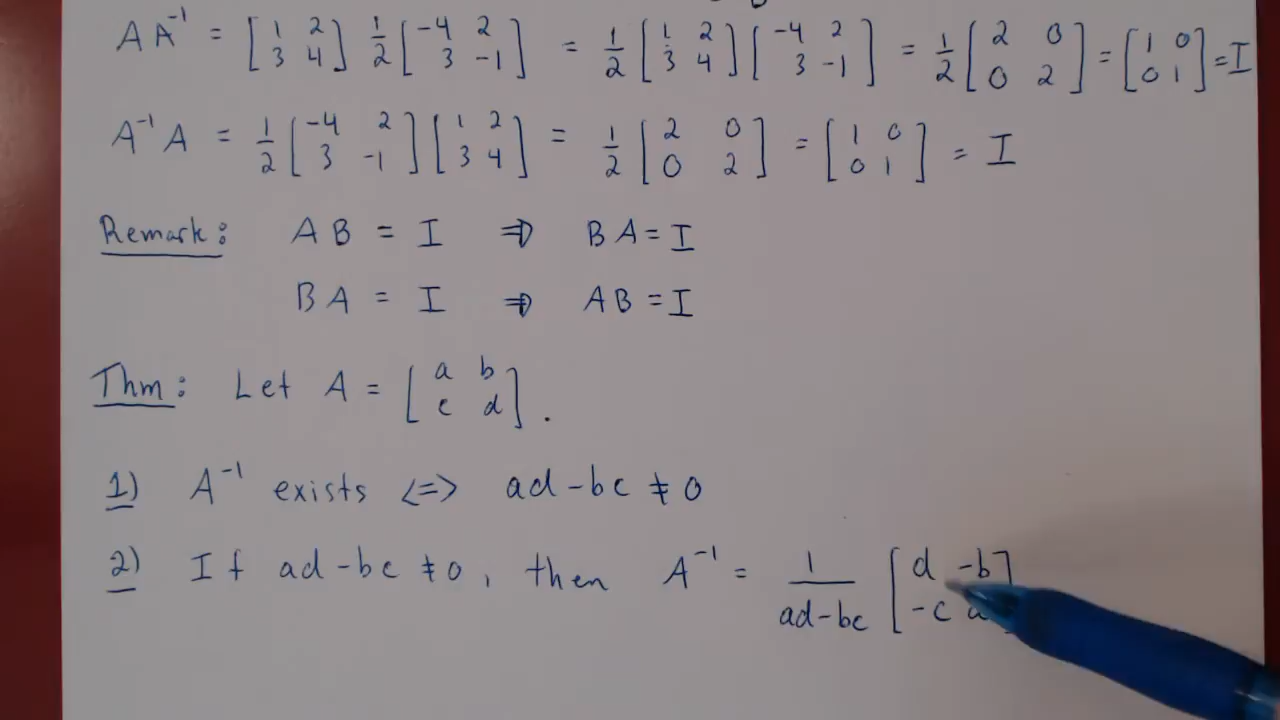 A A⁻¹ = [1 2; 3 4] 1/2 [-4 2; 3 -1] = 1/2 [1 2; 3 4] [-4 2; 3 -1] = 1/2 [2 0; 0 2] = [1 0; 0 1] = I
A⁻¹ A = 1/2 [-4 2; 3 -1] [1 2; 3 4] = 1/2 [2 0; 0 2] = [1 0; 0 1] = I
Remark: AB = I ⇒ BA = I
BA = I ⇒ AB = I
Thm: Let A = [a b; c d].
1) A⁻¹ exists <=> ad-bc ≠ 0
2) If ad-bc ≠ 0, then A⁻¹ = 1/(ad-bc) [d -b; -c a]